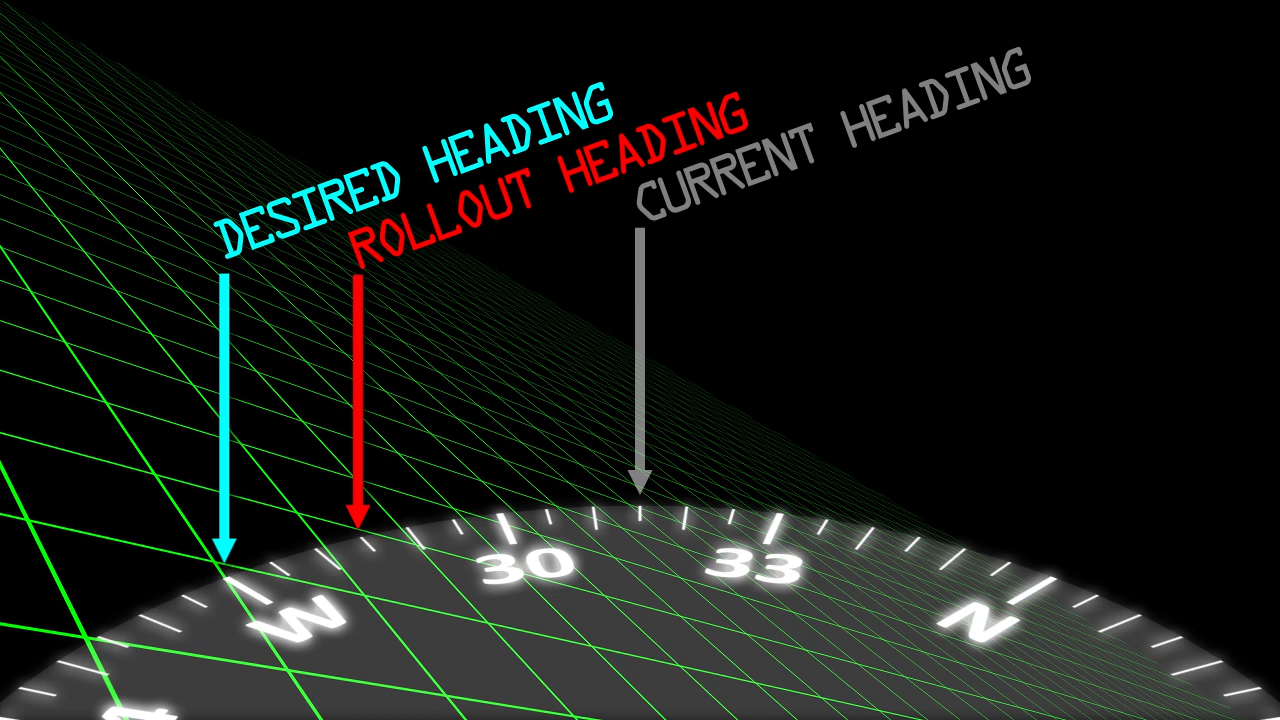 DESIRED HEADING
ROLLOUT HEADING
CURRENT HEADING
W
30
33
N